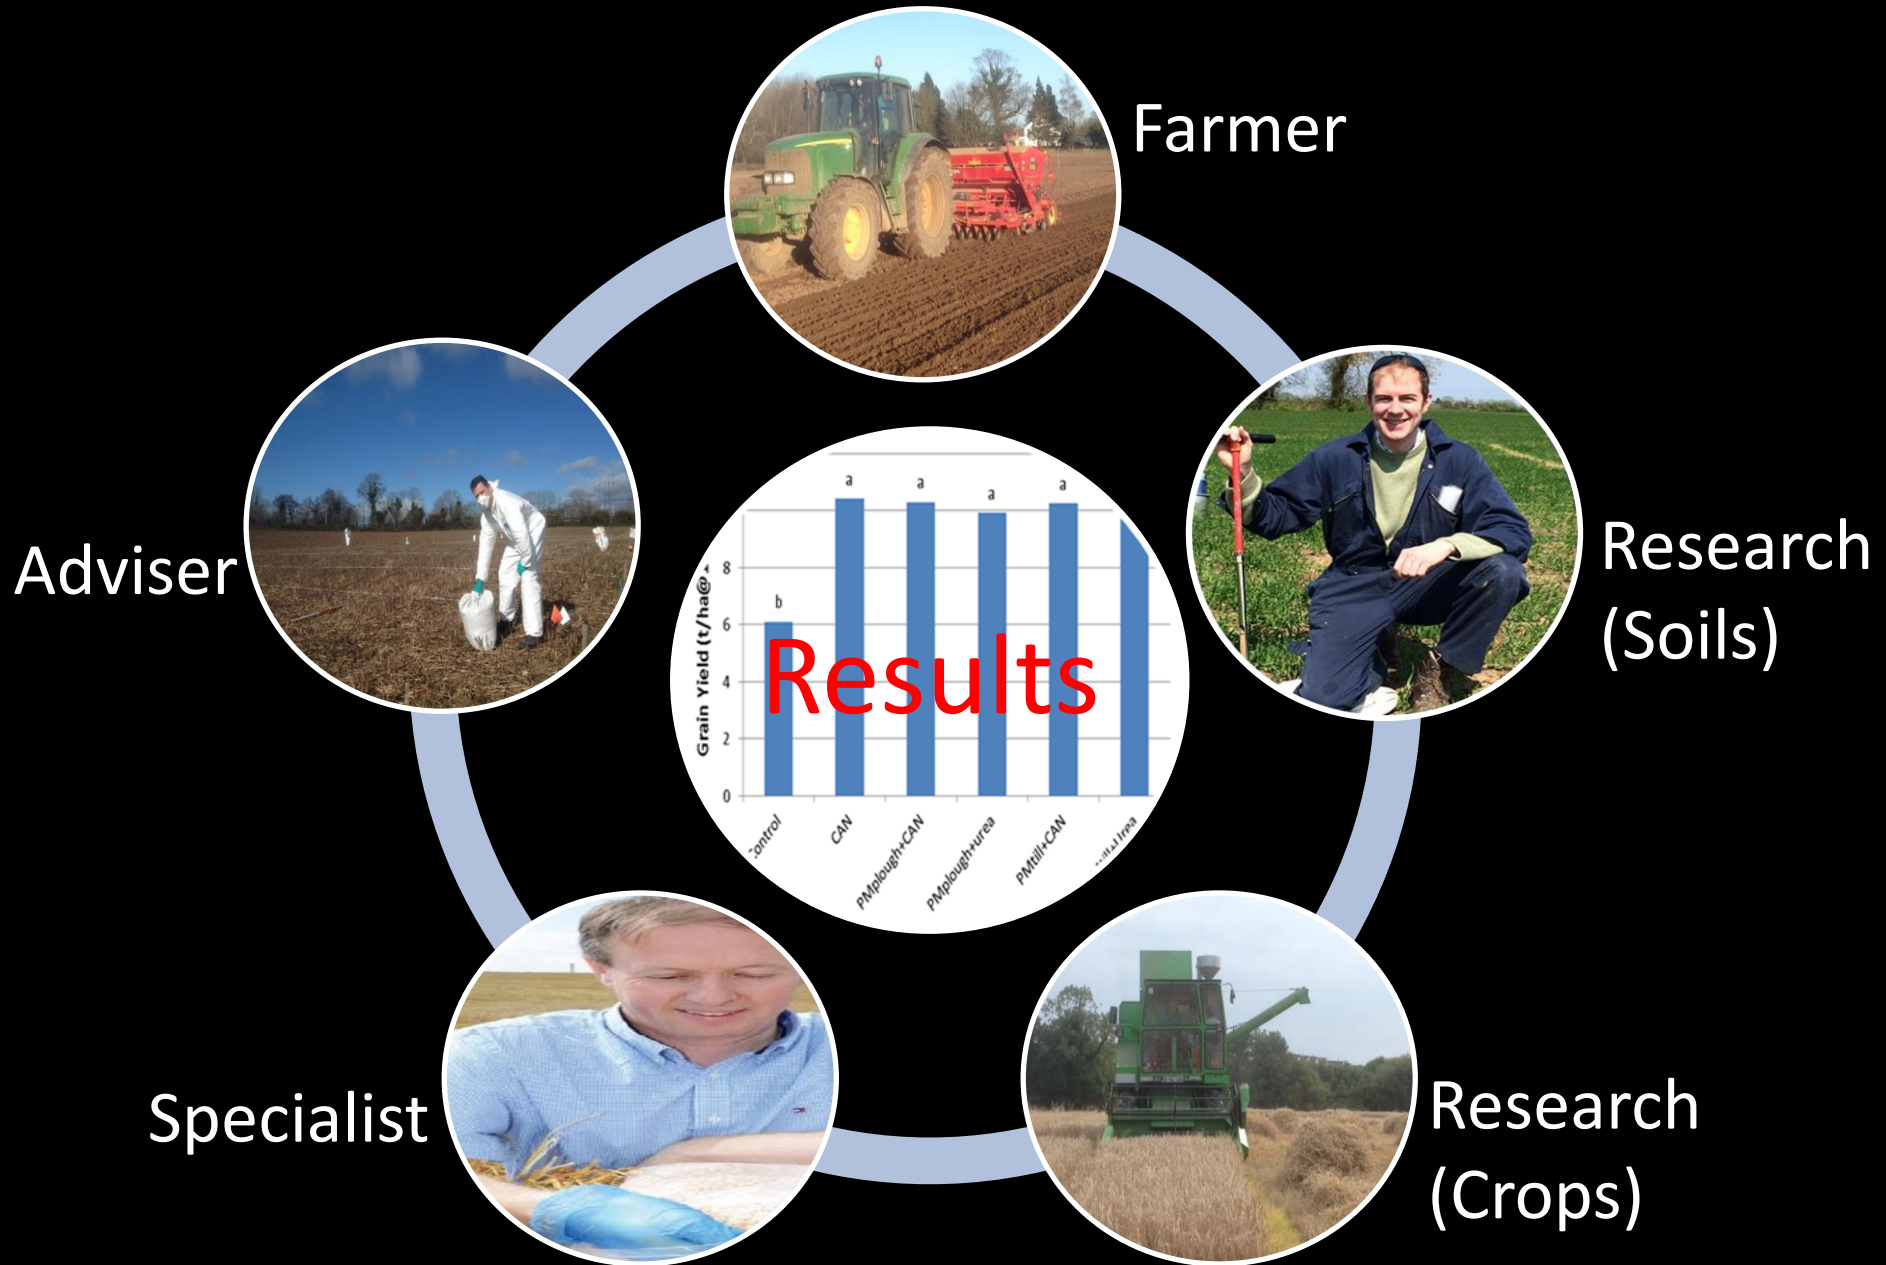 Farmer
Adviser
Research
(Soils)
a
a
a
a
b
8
6
4
2
0
Grain Yield (t/ha@
Results
CAN
PMplough+CAN
PMplough+urea
PMtill+CAN
Specialist
Research
(Crops)